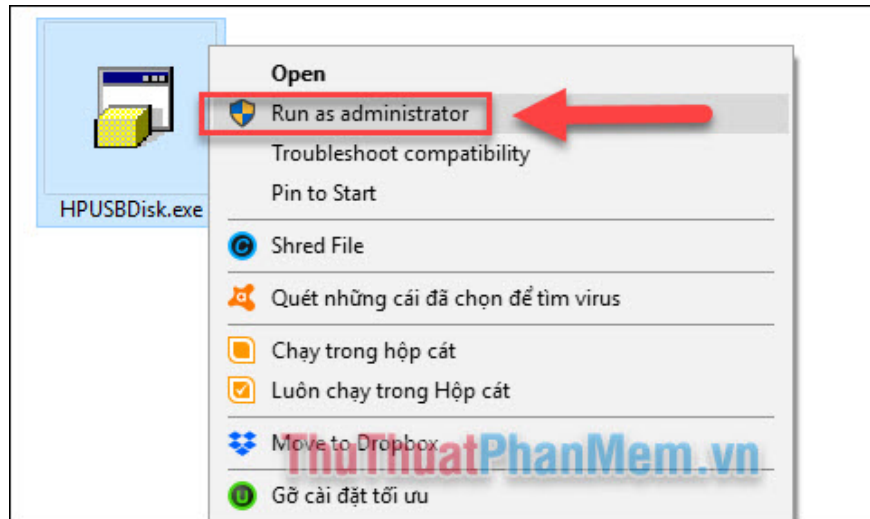 Open
Run as administrator
Troubleshoot compatibility
Pin to Start
HPUSBDisk.exe
Shred File
Quét những cái đã chọn để tìm virus
Chạy trong hộp cát
Luôn chạy trong Hộp cát
Move to Dropbox
ThuThuatPhanMem.vn
Gỡ cài đặt tối ưu